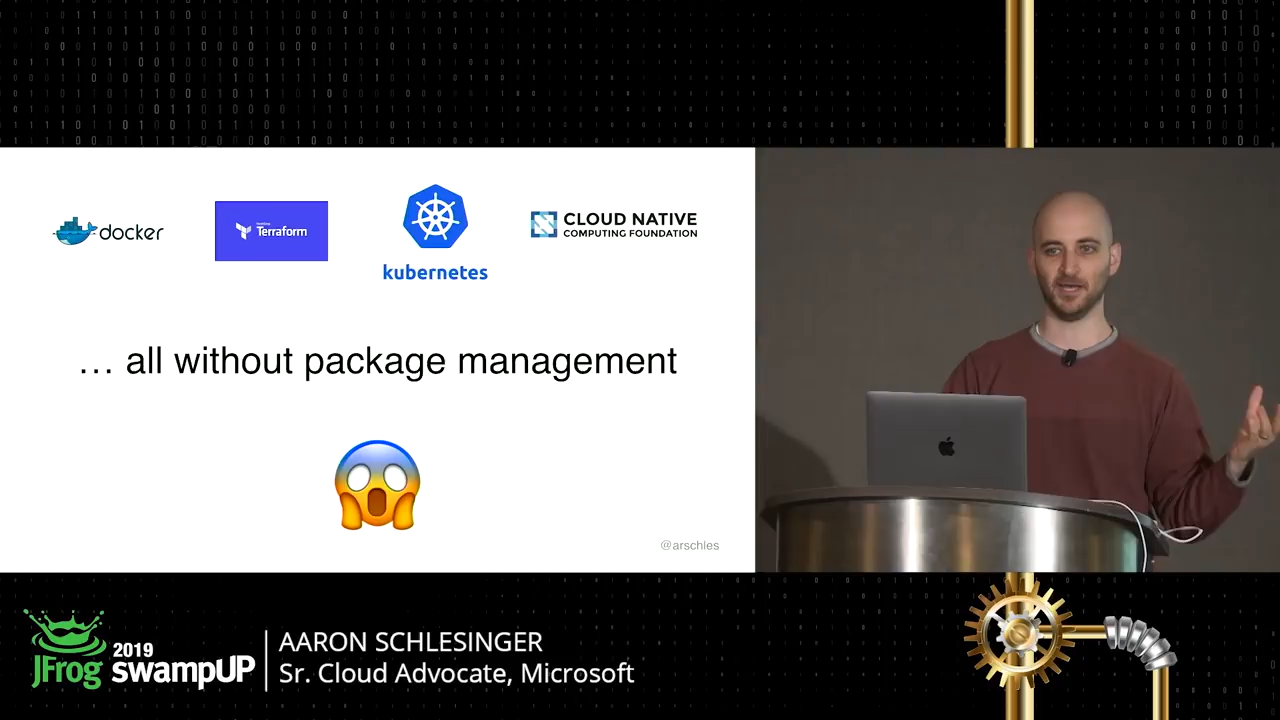 docker
HashiCorp
Terraform
kubernetes
CLOUD NATIVE
COMPUTING FOUNDATION
… all without package management
@arschles
JFrog
2019
swampUP
AARON SCHLESINGER
Sr. Cloud Advocate, Microsoft